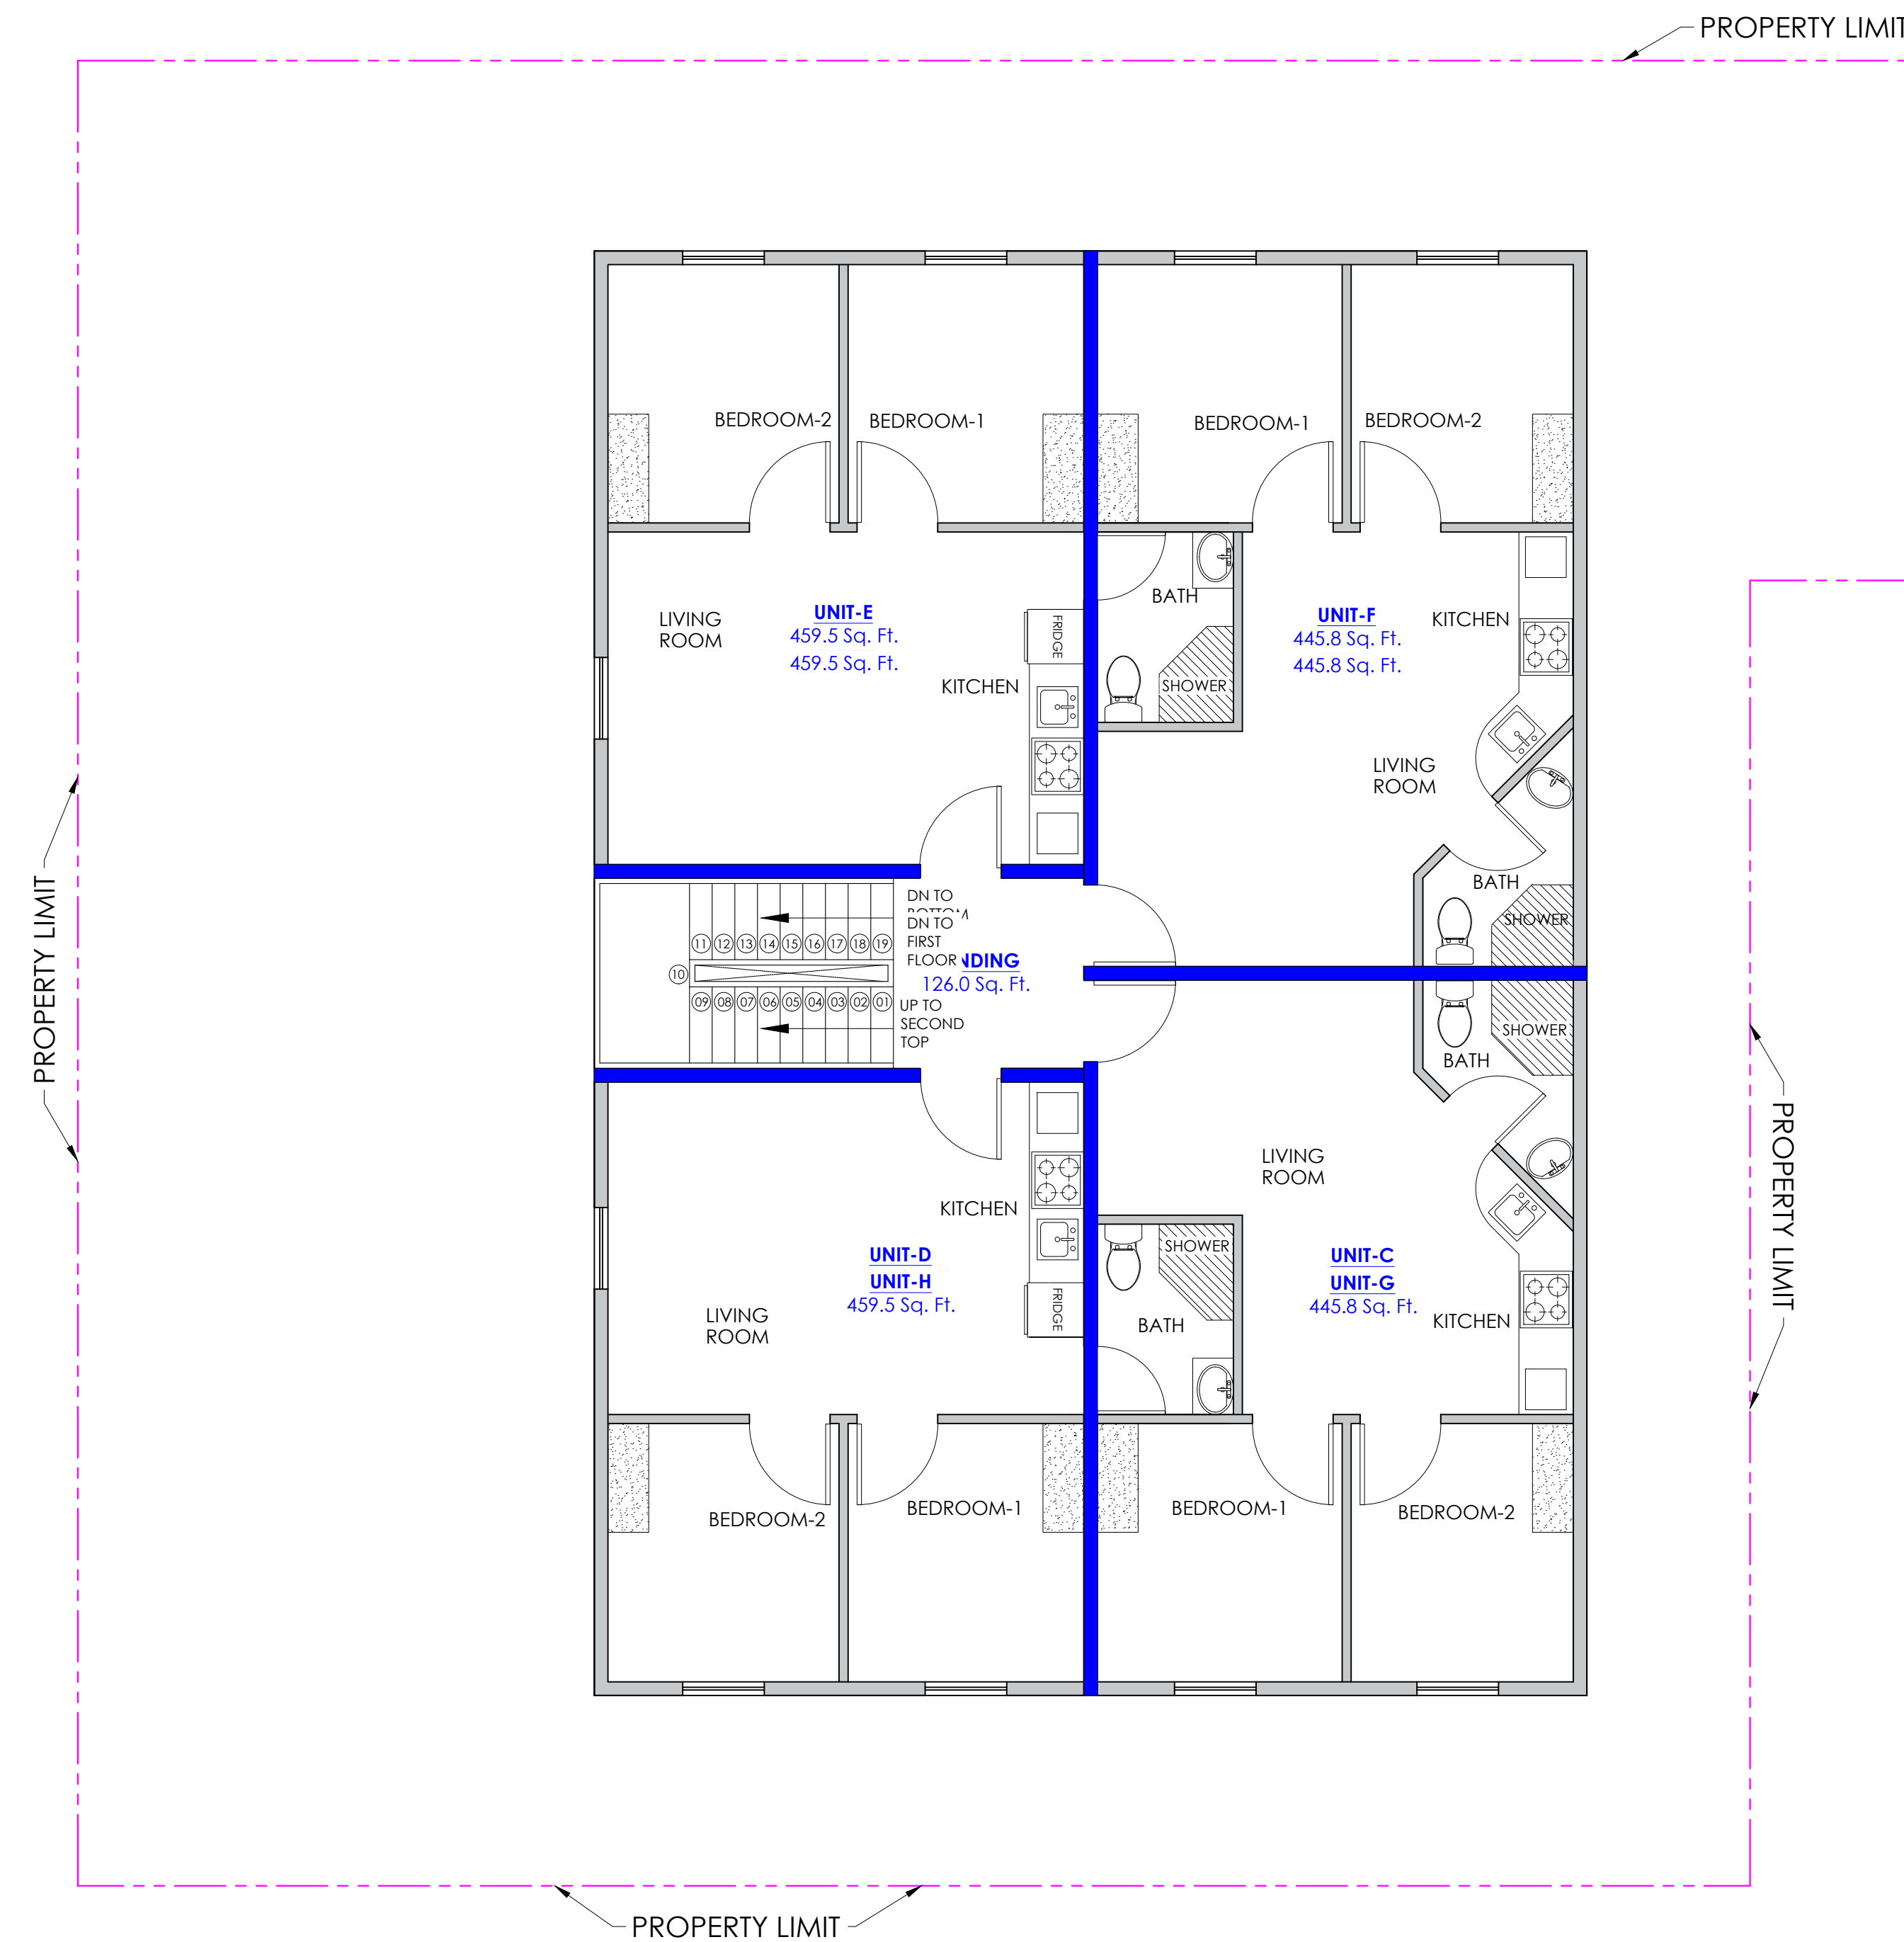 PROPERTY LIMIT
BEDROOM-2
BEDROOM-1
BEDROOM-1
BEDROOM-2
LIVING
ROOM
UNIT-E
459.5 Sq. Ft.
459.5 Sq. Ft.
FRIDGE
KITCHEN
BATH
SHOWER
UNIT-F
445.8 Sq. Ft.
445.8 Sq. Ft.
KITCHEN
LIVING
ROOM
BATH
SHOWER
PROPERTY LIMIT
DN TO
BOTTOM
DN TO
FIRST
FLOOR
NDING
126.0 Sq. Ft.
11 12 13 14 15 16 17 18 19
10
09 08 07 06 05 04 03 02 01
UP TO
SECOND
TOP
SHOWER
BATH
PROPERTY LIMIT
LIVING
ROOM
KITCHEN
UNIT-D
UNIT-H
459.5 Sq. Ft.
FRIDGE
LIVING
ROOM
SHOWER
BATH
UNIT-C
UNIT-G
445.8 Sq. Ft.
KITCHEN
BEDROOM-2
BEDROOM-1
BEDROOM-1
BEDROOM-2
PROPERTY LIMIT